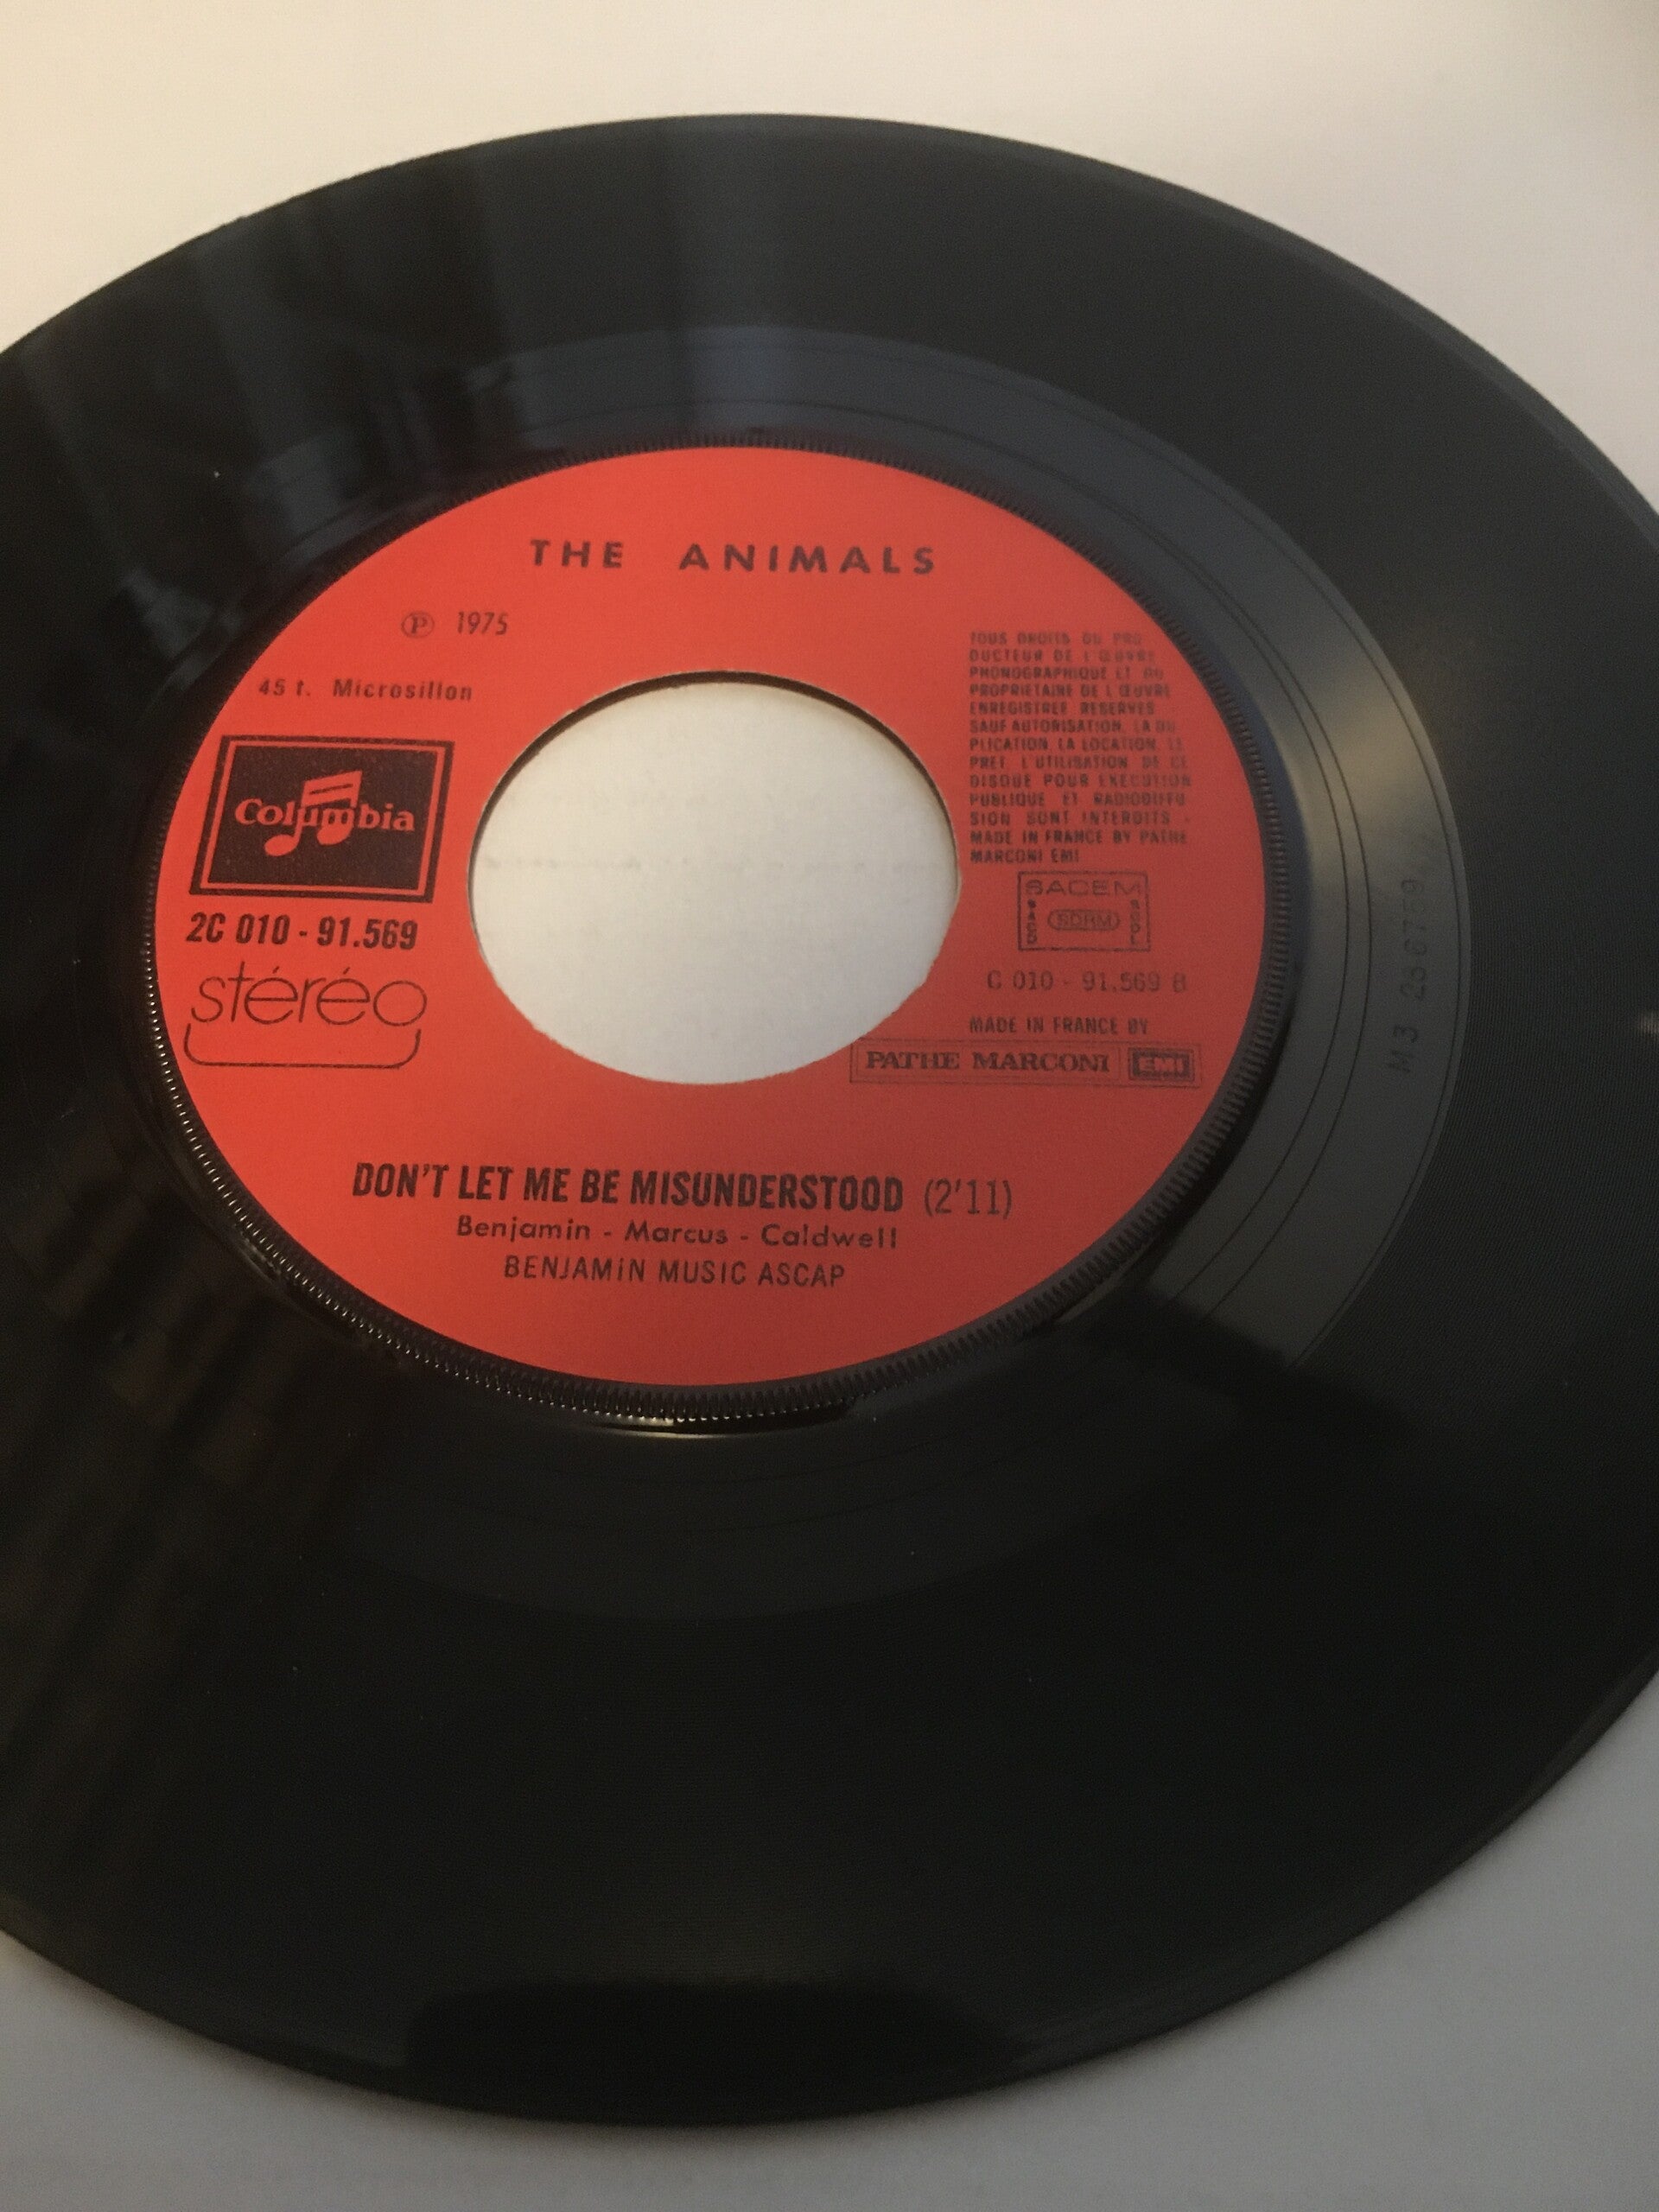 THE ANIMALS
Ⓟ 1975
45 t. Microsillon
Columbia
2C 010 - 91.569
stéréo
TOUS DROITS DU PRO-
DUCTEUR DE L'ŒUVRE
PHONOGRAPHIQUE ET DU
PROPRIETAIRE DE L'ŒUVRE
ENREGISTREE RESERVES
SAUF AUTORISATION, LA DU-
PLICATION, LA LOCATION, LE
PRET, L'UTILISATION DE CE
DISQUE POUR EXECUTION
PUBLIQUE ET RADIODIFFU-
SION SONT INTERDITS -
MADE IN FRANCE BY PATHE
MARCONI EMI
SACEM
SACD SDRM SGDL
C 010 - 91.569 B
MADE IN FRANCE BY
PATHE MARCONI EMI
DON'T LET ME BE MISUNDERSTOOD (2'11)
Benjamin - Marcus - Caldwell
BENJAMiN MUSIC ASCAP
M3 286759